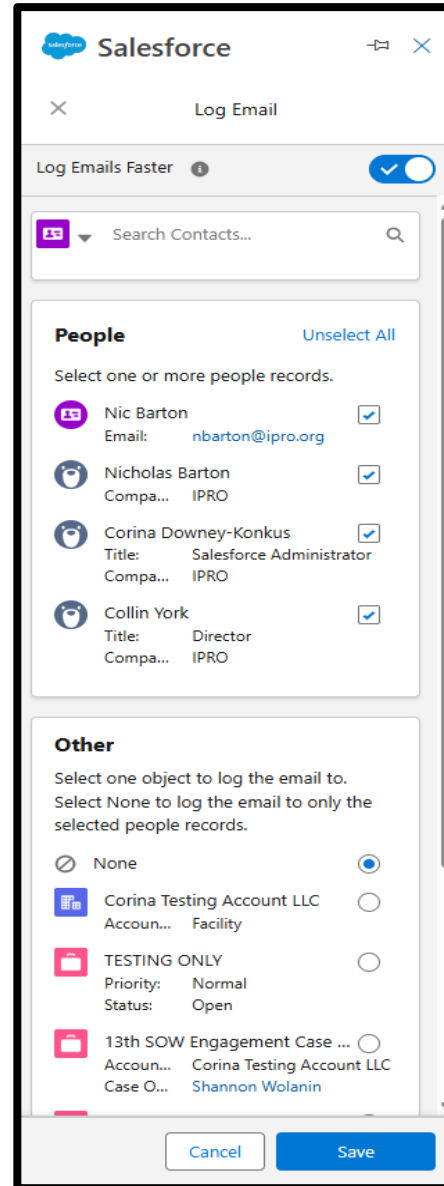 salesforce
Salesforce
Log Email
Log Emails Faster
Search Contacts...
People Unselect All
Select one or more people records.
Nic Barton
Email: nbarton@ipro.org
Nicholas Barton
Compa... IPRO
Corina Downey-Konkus
Title: Salesforce Administrator
Compa... IPRO
Collin York
Title: Director
Compa... IPRO
Other
Select one object to log the email to.
Select None to log the email to only the
selected people records.
None
Corina Testing Account LLC
Accoun... Facility
TESTING ONLY
Priority: Normal
Status: Open
13th SOW Engagement Case ...
Accoun... Corina Testing Account LLC
Case O... Shannon Wolanin
Cancel Save